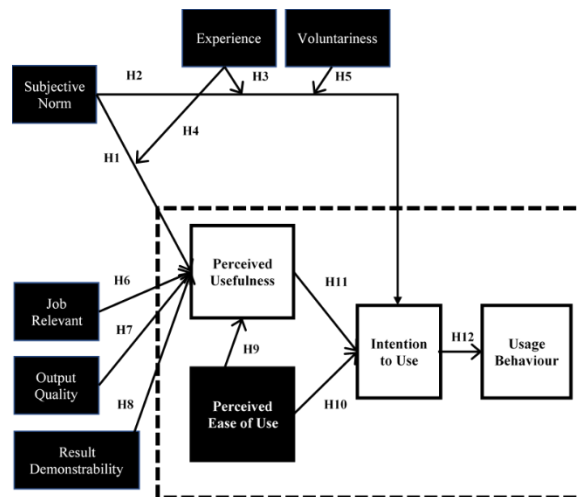 Experience
Voluntariness
H2
H3
H5
Subjective
Norm
H4
H1
Perceived
Usefulness
H6
H11
Job
Relevant
H7
Intention
to Use
H12
Usage
Behaviour
H9
Output
Quality
H8
Perceived
Ease of Use
H10
Result
Demonstrability